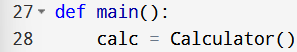 27 def main():
28     calc = Calculator()